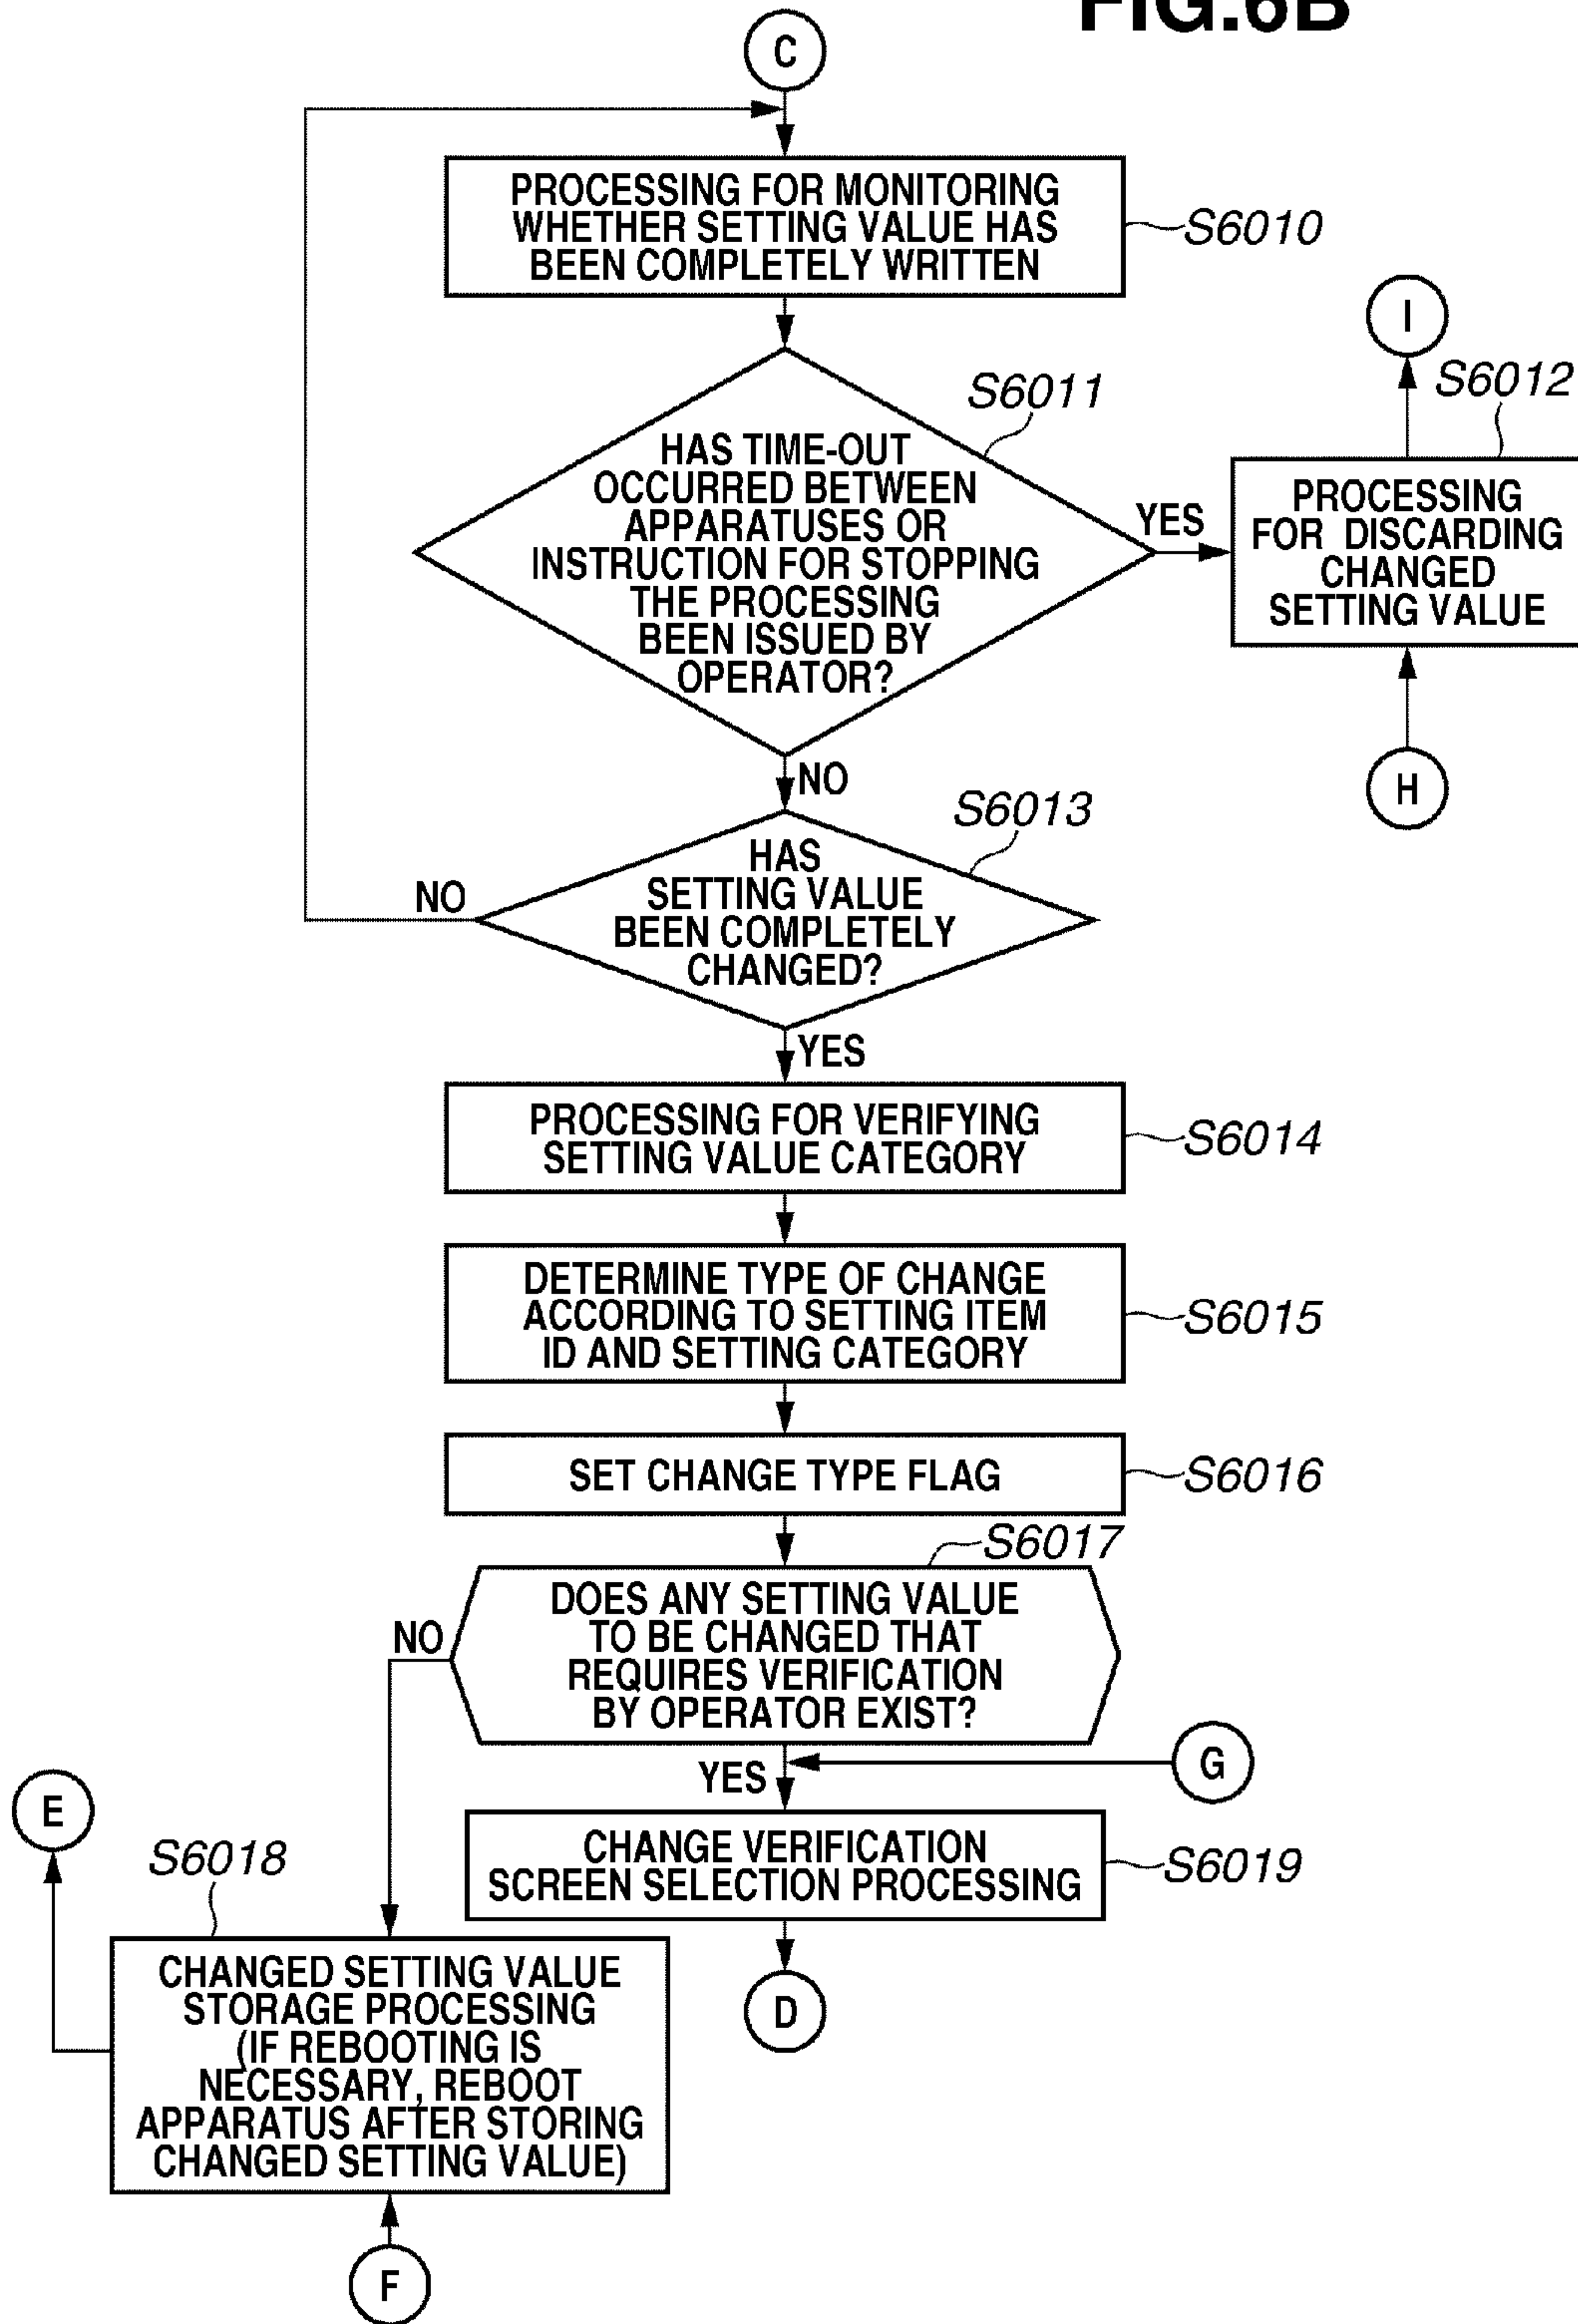 FIG.6B
C
PROCESSING FOR MONITORING
WHETHER SETTING VALUE HAS
BEEN COMPLETELY WRITTEN
S6010
I
S6011
S6012
HAS TIME-OUT
OCCURRED BETWEEN
APPARATUSES OR
INSTRUCTION FOR STOPPING
THE PROCESSING
BEEN ISSUED BY
OPERATOR?
YES
PROCESSING
FOR DISCARDING
CHANGED
SETTING VALUE
NO
H
S6013
HAS
SETTING VALUE
BEEN COMPLETELY
CHANGED?
NO
YES
PROCESSING FOR VERIFYING
SETTING VALUE CATEGORY
S6014
DETERMINE TYPE OF CHANGE
ACCORDING TO SETTING ITEM
ID AND SETTING CATEGORY
S6015
SET CHANGE TYPE FLAG
S6016
S6017
DOES ANY SETTING VALUE
TO BE CHANGED THAT
REQUIRES VERIFICATION
BY OPERATOR EXIST?
NO
YES
G
E
S6018
CHANGE VERIFICATION
SCREEN SELECTION PROCESSING
S6019
CHANGED SETTING VALUE
STORAGE PROCESSING
(IF REBOOTING IS
NECESSARY, REBOOT
APPARATUS AFTER STORING
CHANGED SETTING VALUE)
D
F